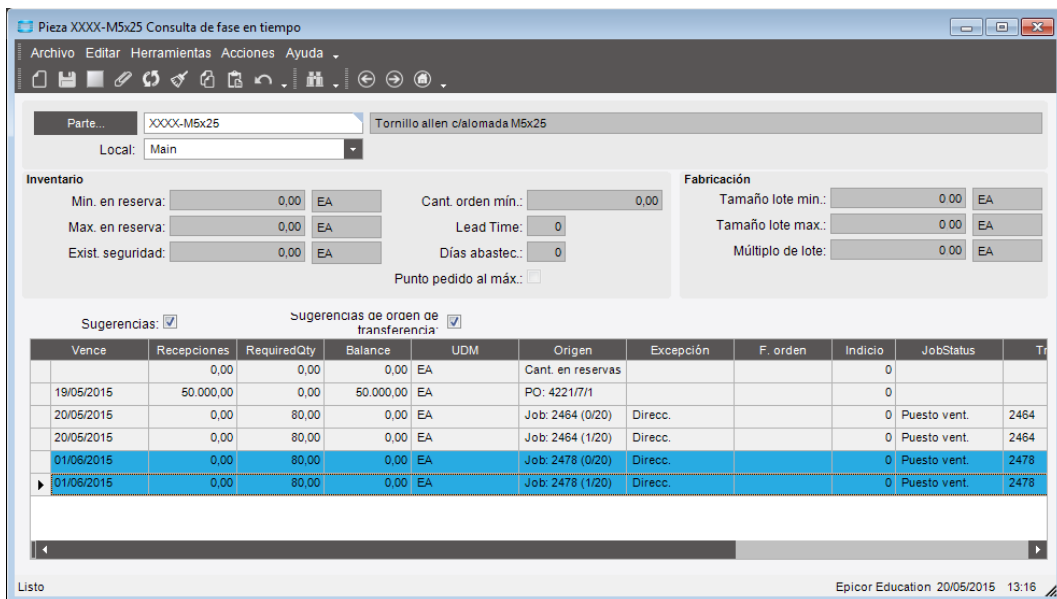 Pieza XXXX-M5x25 Consulta de fase en tiempo
Archivo Editar Herramientas Acciones Ayuda
Parte... XXXX-M5x25 Tornillo allen c/alomada M5x25
Local: Main
Inventario Fabricación
Min. en reserva: 0,00 EA Cant. orden mín.: 0,00 Tamaño lote min.: 0 00 EA
Max. en reserva: 0,00 EA Lead Time: 0 Tamaño lote max.: 0 00 EA
Exist. seguridad: 0,00 EA Días abastec.: 0 Múltiplo de lote: 0 00 EA
Punto pedido al máx.:
Sugerencias: Sugerencias de orden de
transferencia:
Vence Recepciones RequiredQty Balance UDM Origen Excepción F. orden Indicio JobStatus Tr
0,00 0,00 0,00 EA Cant. en reservas 0
19/05/2015 50.000,00 0,00 50.000,00 EA PO: 4221/7/1 0
20/05/2015 0,00 80,00 0,00 EA Job: 2464 (0/20) Direcc. 0 Puesto vent. 2464
20/05/2015 0,00 80,00 0,00 EA Job: 2464 (1/20) Direcc. 0 Puesto vent. 2464
01/06/2015 0,00 80,00 0,00 EA Job: 2478 (0/20) Direcc. 0 Puesto vent. 2478
01/06/2015 0,00 80,00 0,00 EA Job: 2478 (1/20) Direcc. 0 Puesto vent. 2478
Listo Epicor Education 20/05/2015 13:16